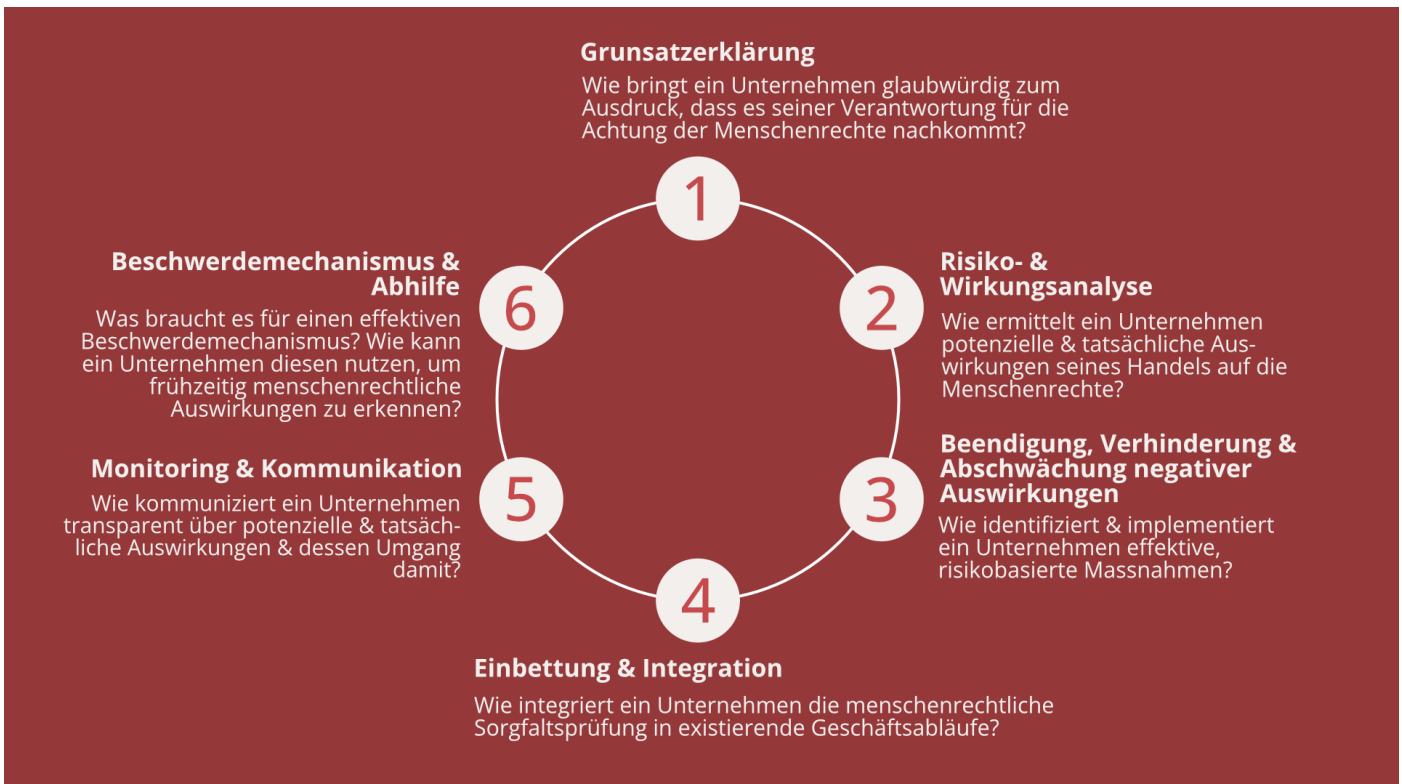 Grunsatzerklärung
Wie bringt ein Unternehmen glaubwürdig zum
Ausdruck, dass es seiner Verantwortung für die
Achtung der Menschenrechte nachkommt?
1
2
Risiko- &
Wirkungsanalyse
Wie ermittelt ein Unternehmen
potenzielle & tatsächliche Aus-
wirkungen seines Handels auf die
Menschenrechte?
3
Beendigung, Verhinderung &
Abschwächung negativer
Auswirkungen
Wie identifiziert & implementiert
ein Unternehmen effektive,
risikobasierte Massnahmen?
4
Einbettung & Integration
Wie integriert ein Unternehmen die menschenrechtliche
Sorgfaltsprüfung in existierende Geschäftsabläufe?
5
Monitoring & Kommunikation
Wie kommuniziert ein Unternehmen
transparent über potenzielle & tatsäch-
liche Auswirkungen & dessen Umgang
damit?
6
Beschwerdemechanismus &
Abhilfe
Was braucht es für einen effektiven
Beschwerdemechanismus? Wie kann
ein Unternehmen diesen nutzen, um
frühzeitig menschenrechtliche
Auswirkungen zu erkennen?